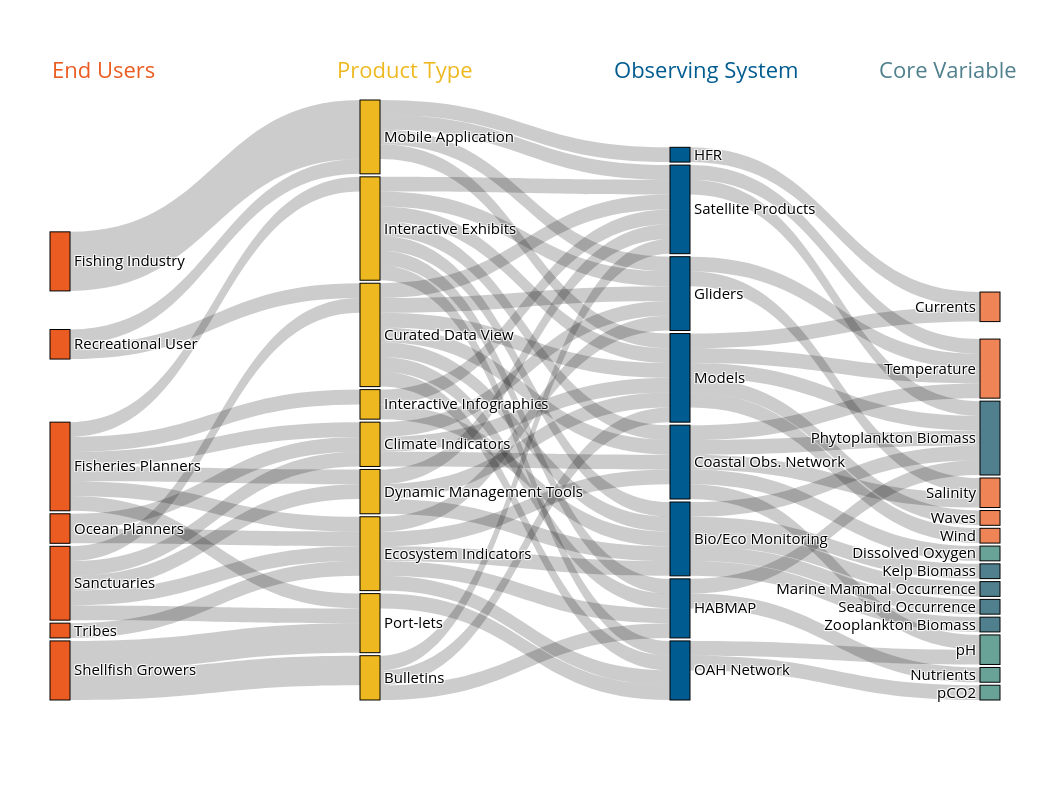 End Users
Product Type
Observing System
Core Variable
Fishing Industry
Recreational User
Fisheries Planners
Ocean Planners
Sanctuaries
Tribes
Shellfish Growers
Mobile Application
Interactive Exhibits
Curated Data View
Interactive Infographics
Climate Indicators
Dynamic Management Tools
Ecosystem Indicators
Port-lets
Bulletins
HFR
Satellite Products
Gliders
Models
Coastal Obs. Network
Bio/Eco Monitoring
HABMAP
OAH Network
Currents
Temperature
Phytoplankton Biomass
Salinity
Waves
Wind
Dissolved Oxygen
Kelp Biomass
Marine Mammal Occurrence
Seabird Occurrence
Zooplankton Biomass
pH
Nutrients
pCO2